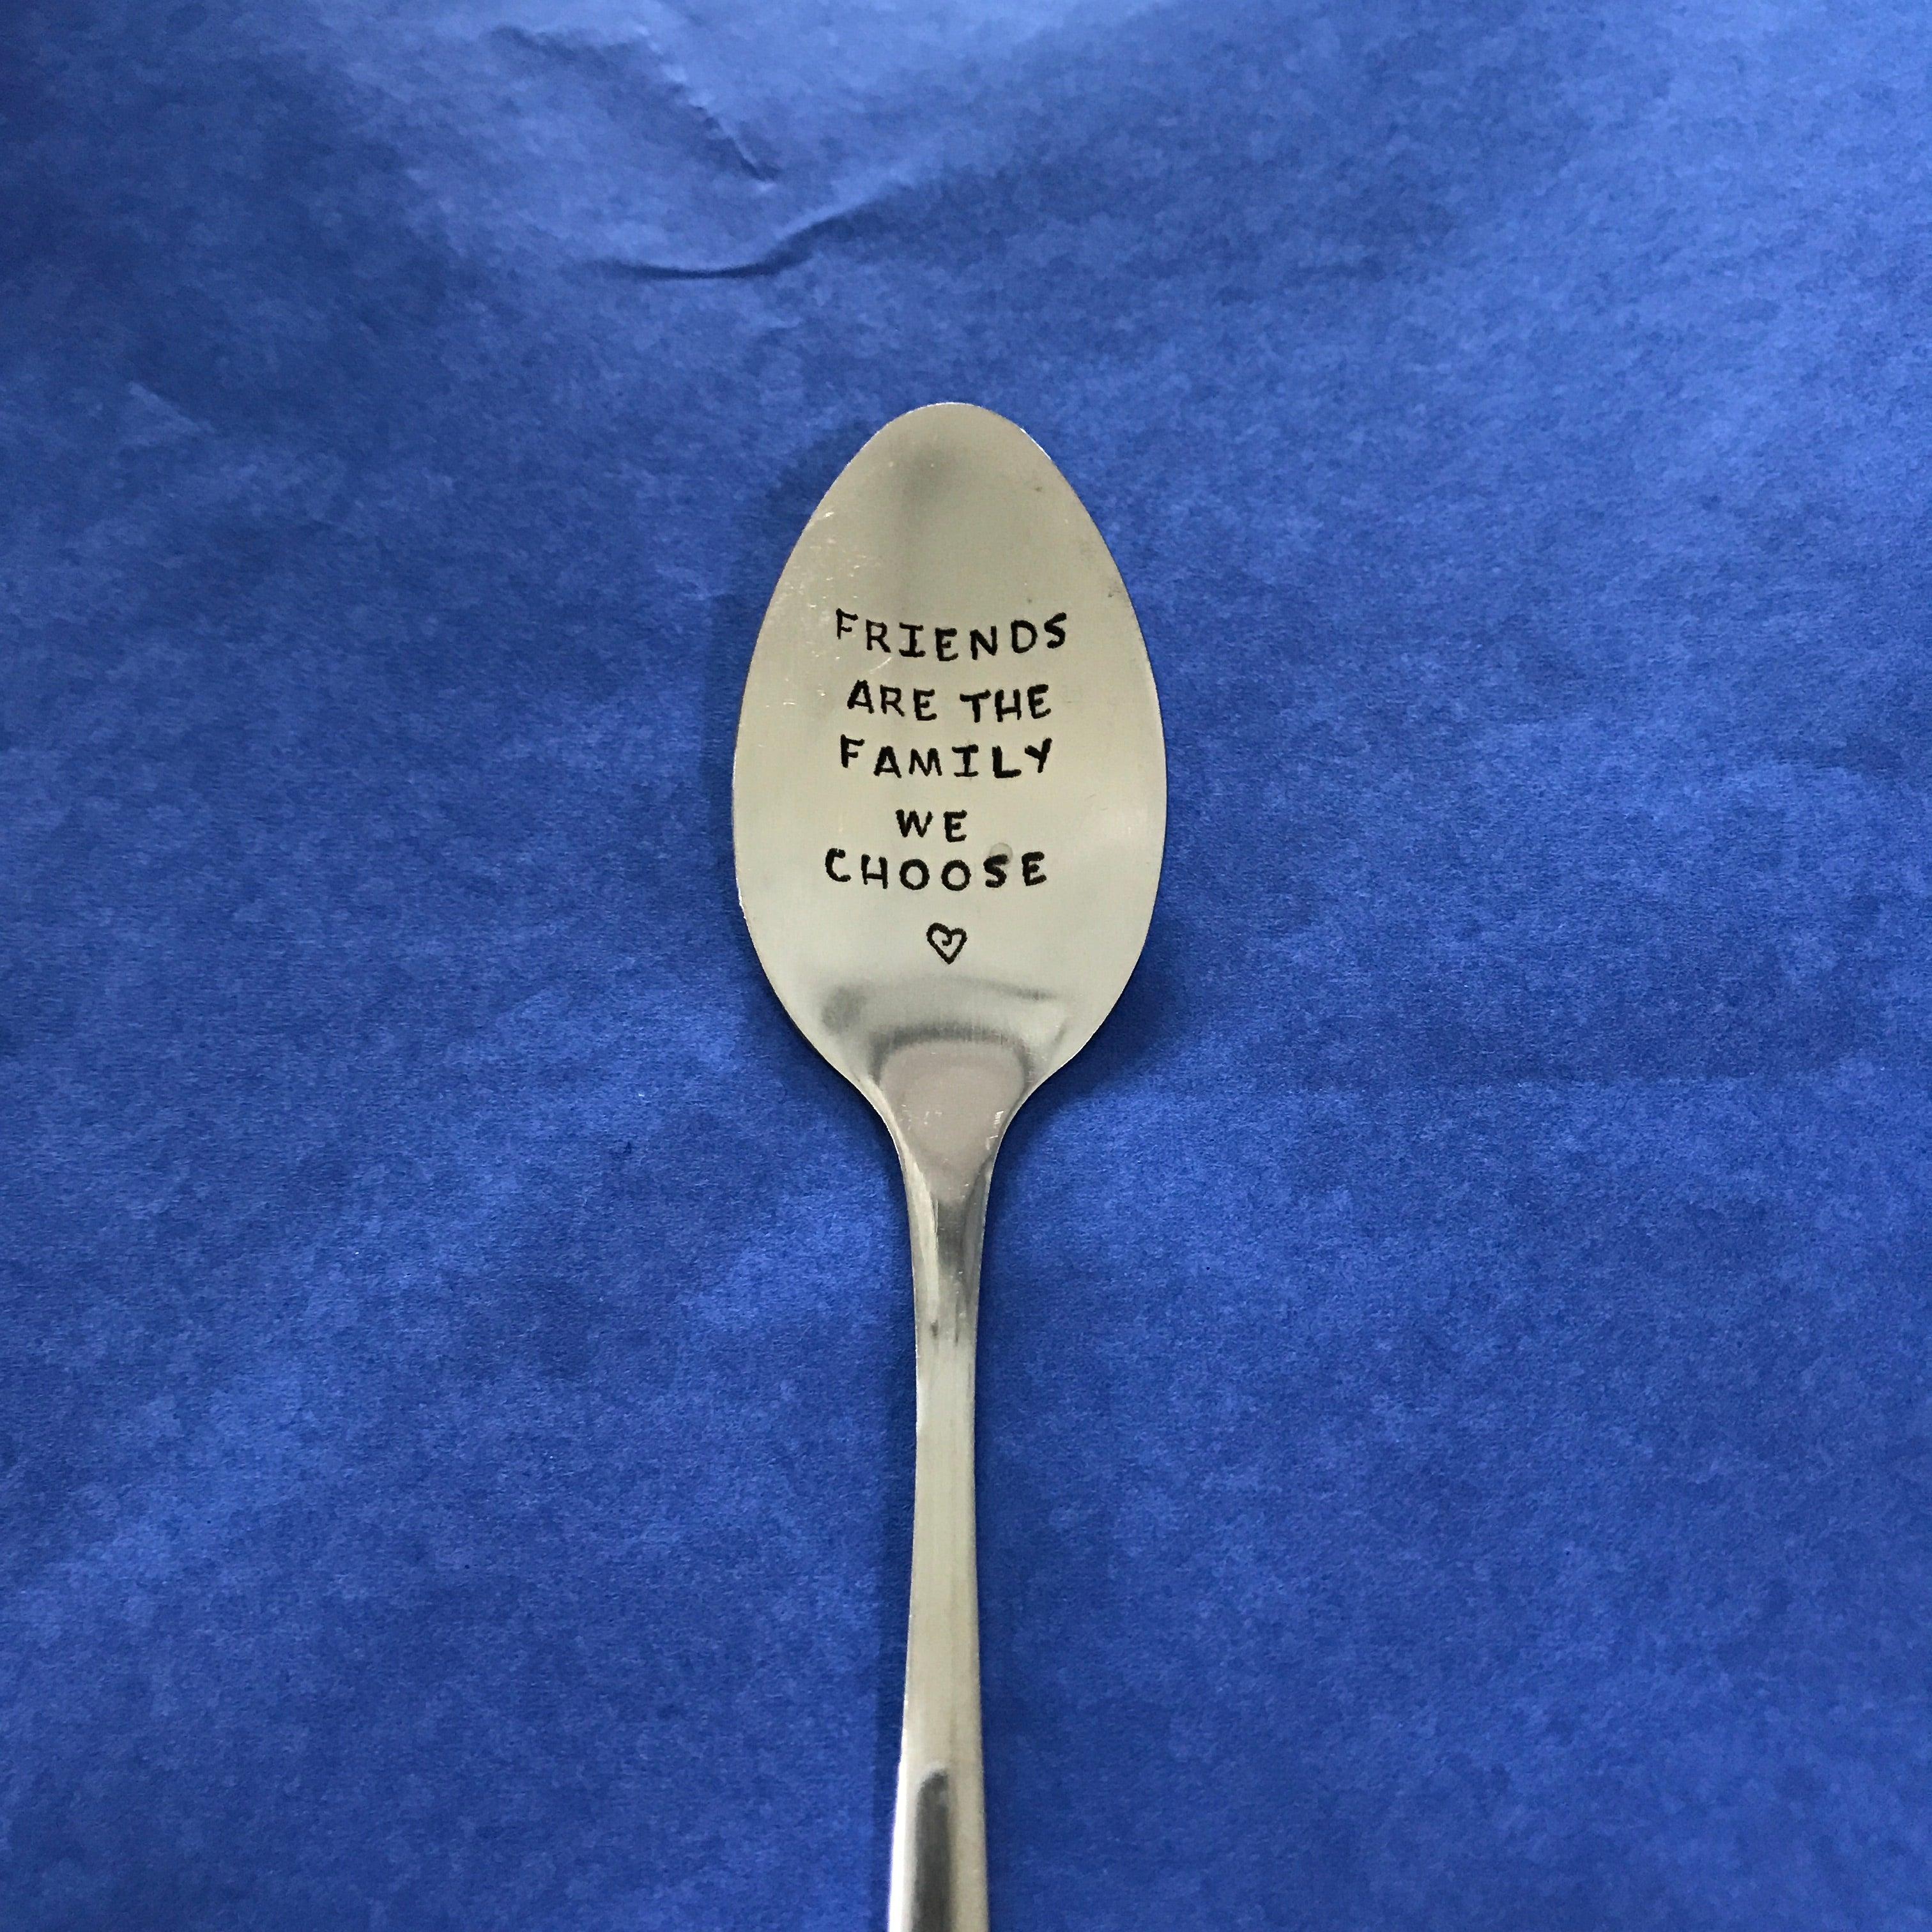 FRIENDS
ARE THE
FAMILY
WE
CHOOSE